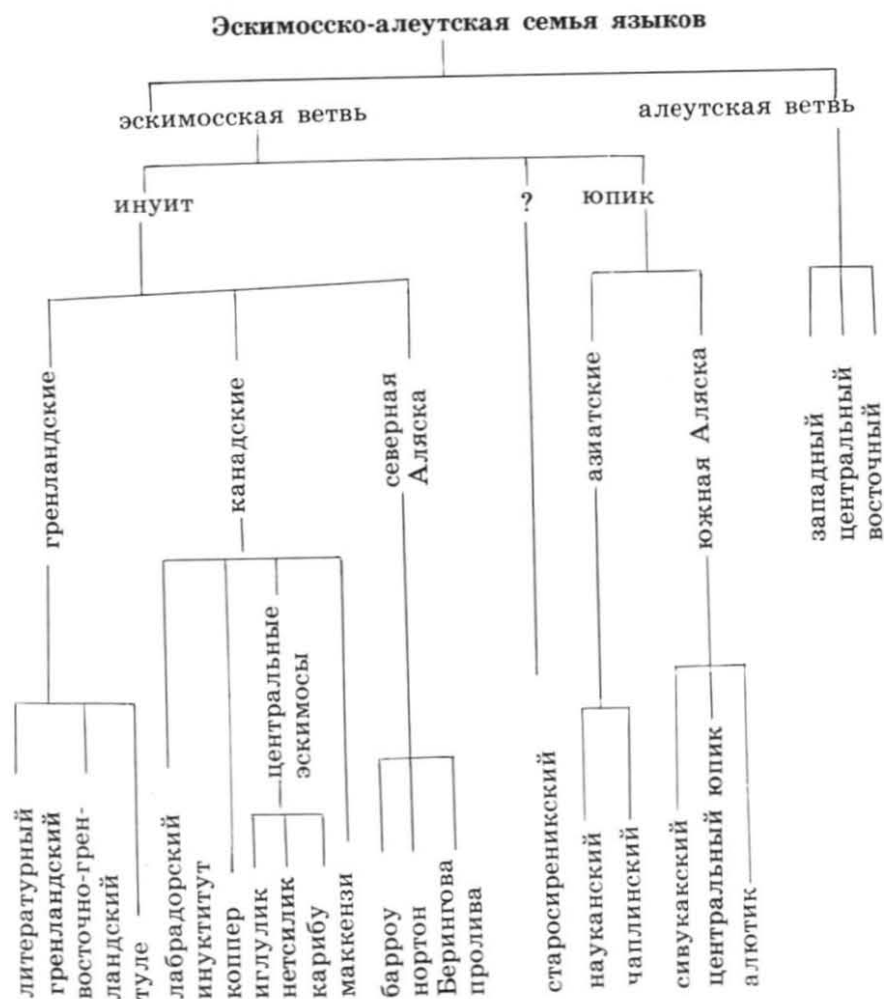 Эскимосско-алеутская семья языков
эскимосская ветвь
алеутская ветвь
инуит
?
юпик
гренландские
канадские
северная
Аляска
азиатские
южная Аляска
западный
центральный
восточный
центральные
эскимосы
литературный
гренландский
восточно-грен-
ландский
туле
лабрадорский
инуктитут
коппер
иглулик
нетсилик
карибу
маккензи
барроу
нортон
Берингова
пролива
старосиреникский
науканский
чаплинский
сивукакский
центральный юпик
алютик